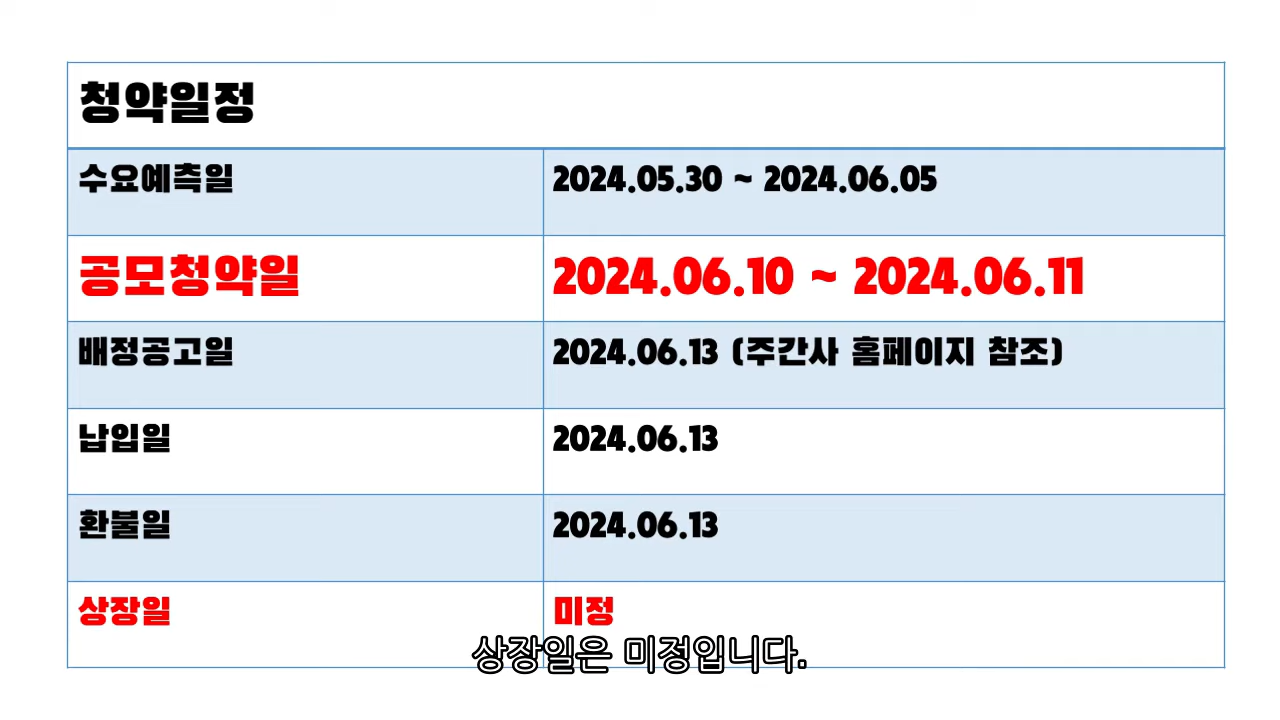 청약일정
수요예측일 2024.05.30 ~ 2024.06.05
공모청약일 2024.06.10 ~ 2024.06.11
배정공고일 2024.06.13 (주간사 홈페이지 참조)
납입일 2024.06.13
환불일 2024.06.13
상장일 미정
상장일은 미정입니다.